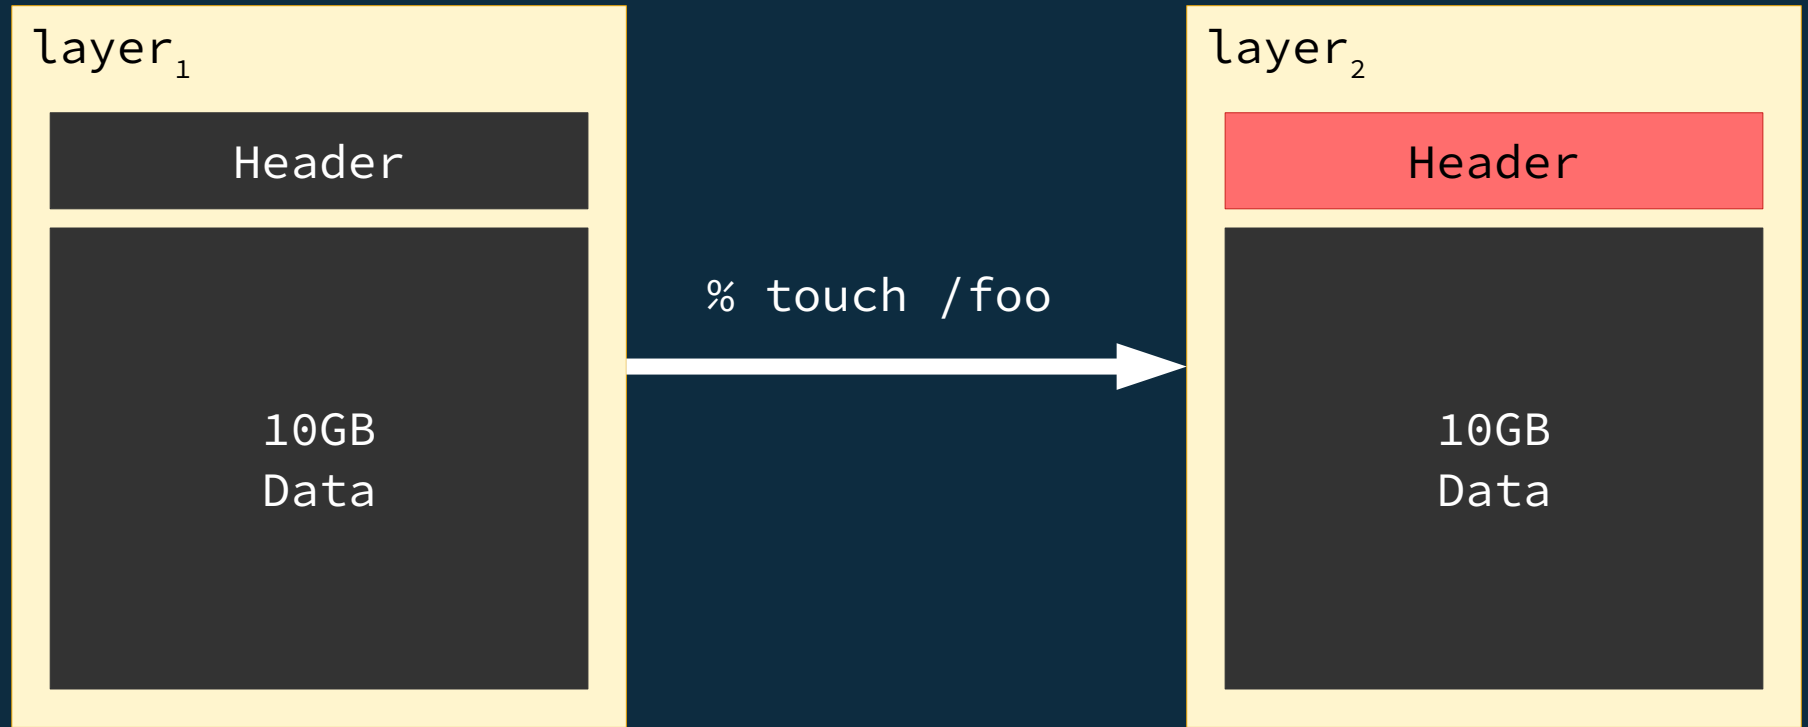 layer₁
Header
10GB
Data
% touch /foo
layer₂
Header
10GB
Data